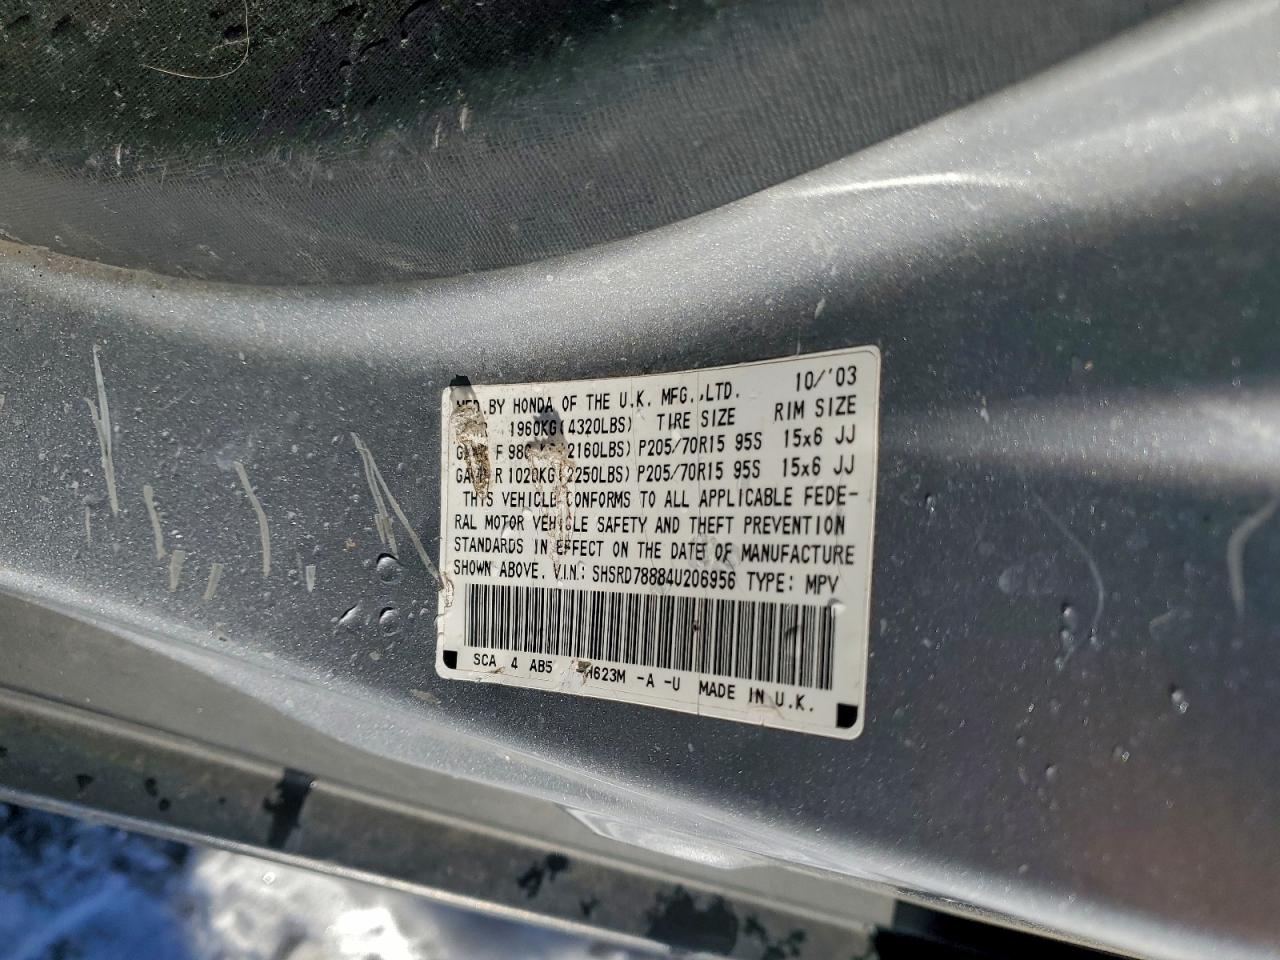 BY HONDA OF THE U.K. MFG.,LTD. 10/'03
1960KG(4320LBS) TIRE SIZE RIM SIZE
F 980 2160LBS) P205/70R15 95S 15x6 JJ
R 1020KG(2250LBS) P205/70R15 95S 15x6 JJ
THIS VEHICLE CONFORMS TO ALL APPLICABLE FEDE-
RAL MOTOR VEHICLE SAFETY AND THEFT PREVENTION
STANDARDS IN EFFECT ON THE DATE OF MANUFACTURE
SHOWN ABOVE. V.I.N.: SHSRD78884U206956 TYPE: MPV
SCA 4 AB5 H623M -A -U MADE IN U.K.